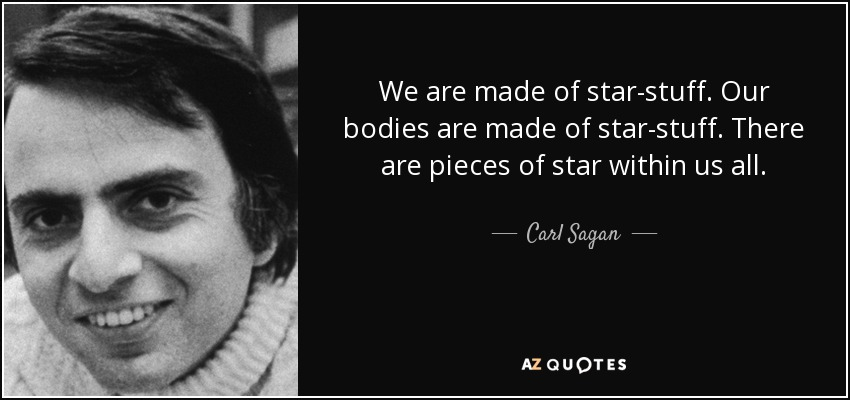 We are made of star-stuff. Our
bodies are made of star-stuff. There
are pieces of star within us all.
Carl Sagan
AZ QUOTES